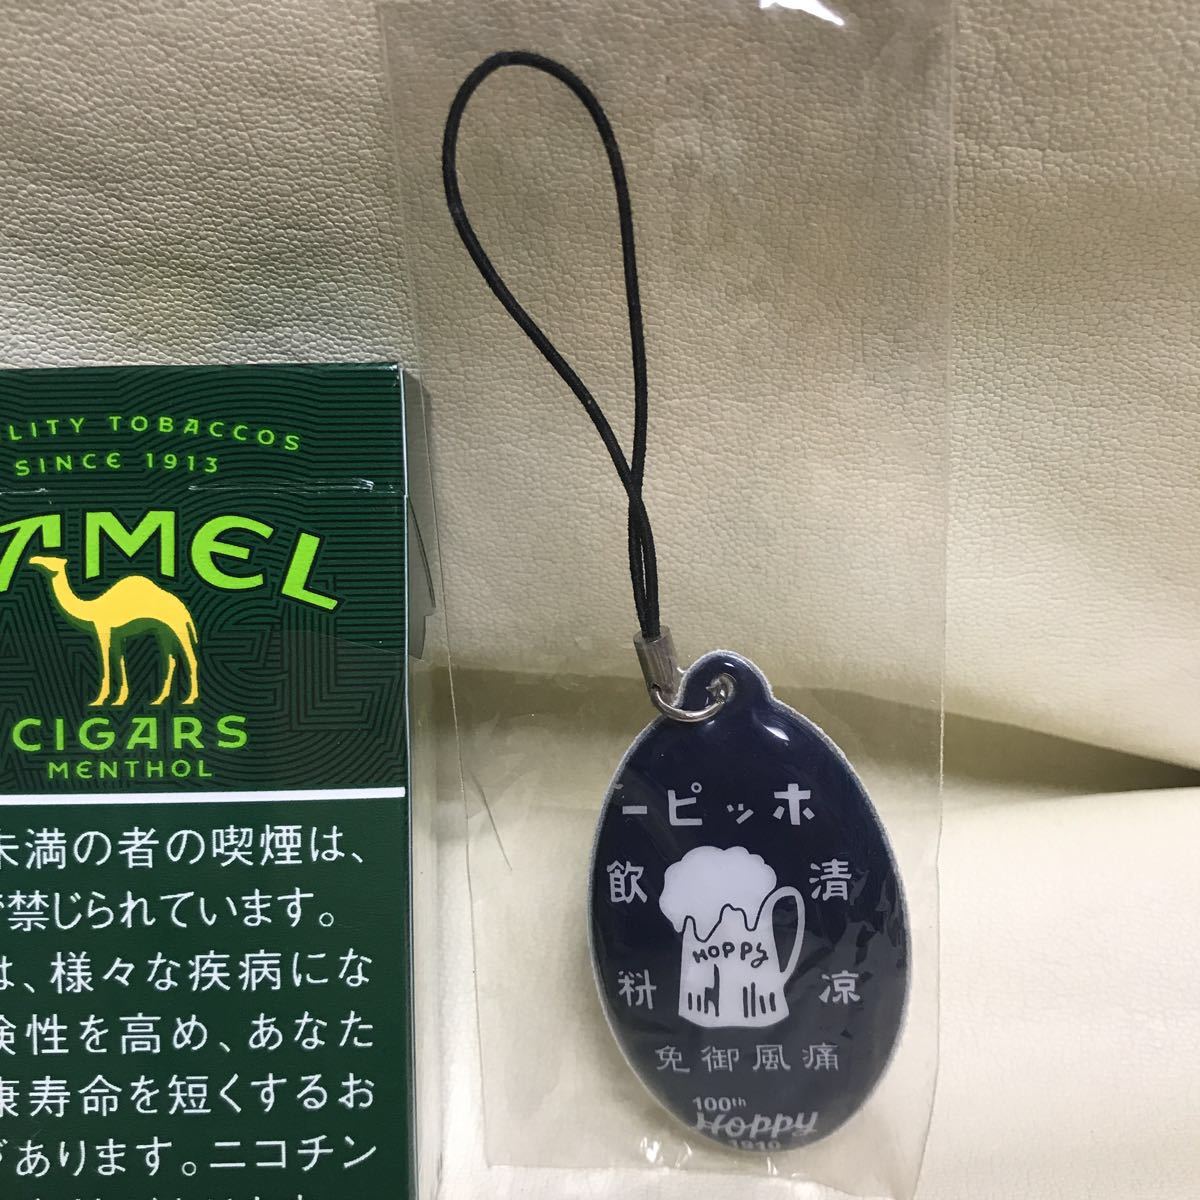 LITY TOBACCOS
SINCE 1913
AMEL
CIGARS
MENTHOL
未満の者の喫煙は、
禁じられています。
は、様々な疾病にな
険性を高め、あなた
康寿命を短くするお
があります。ニコチン
ーピッホ
清涼
飲料
HOPPy
免御風痛
100th
Hoppy
1910